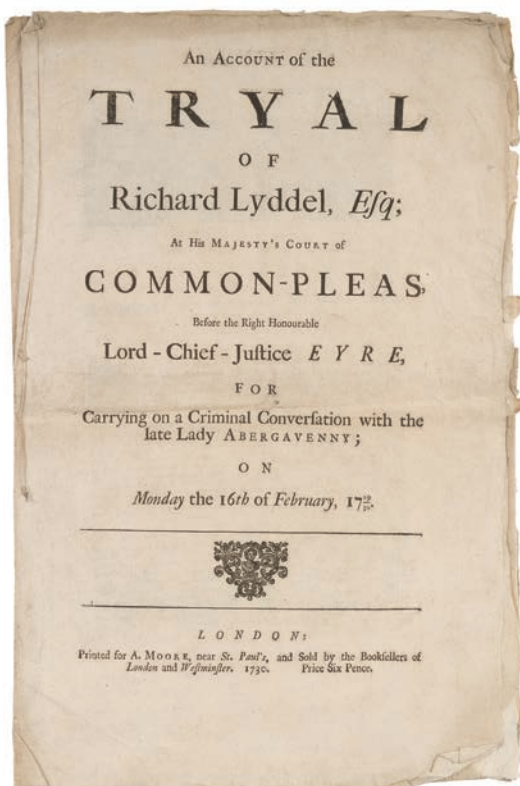 An ACCOUNT of the
TRYAL
OF
Richard Lyddel, Eſq;
At His MAJESTY's COURT of
COMMON-PLEAS,
Before the Right Honourable
Lord-Chief-Juſtice EYRE,
FOR
Carrying on a Criminal Converſation with the
late Lady ABERGAVENNY;
ON
Monday the 16th of February, 17 29/30.
LONDON:
Printed for A. MOORE, near St. Paul's, and Sold by the Bookſellers of
London and Weſtminſter. 1730. Price Six Pence.